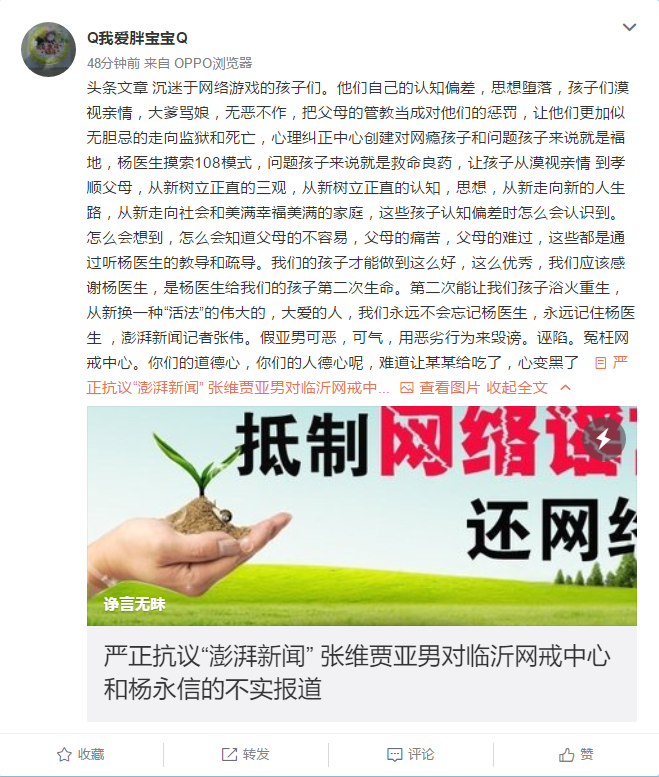 Q我爱胖宝宝Q
48分钟前 来自 OPPO浏览器
头条文章 沉迷于网络游戏的孩子们。他们自己的认知偏差，思想堕落，孩子们漠
视亲情，大爹骂娘，无恶不作，把父母的管教当成对他们的惩罚，让他们更加似
无胆忌的走向监狱和死亡，心理纠正中心创建对网瘾孩子和问题孩子来说就是福
地，杨医生摸索108模式，问题孩子来说就是救命良药，让孩子从漠视亲情 到孝
顺父母，从新树立正直的三观，从新树立正直的认知，思想，从新走向新的人生
路，从新走向社会和美满幸福美满的家庭，这些孩子认知偏差时怎么会认识到。
怎么会想到，怎么会知道父母的不容易，父母的痛苦，父母的难过，这些都是通
过听杨医生的教导和疏导。我们的孩子才能做到这么好，这么优秀，我们应该感
谢杨医生，是杨医生给我们的孩子第二次生命。第二次能让我们孩子浴火重生，
从新换一种“活法”的伟大的，大爱的人，我们永远不会忘记杨医生，永远记住杨医
生 ，澎湃新闻记者张伟。假亚男可恶，可气，用恶劣行为来毁谤。诬陷。冤枉网
戒中心。你们的道德心，你们的人德心呢，难道让某某给吃了，心变黑了 严
正抗议“澎湃新闻” 张维贾亚男对临沂网戒中... 查看图片 收起全文
抵制网络谣
还网络
诤言无昧
严正抗议“澎湃新闻” 张维贾亚男对临沂网戒中心
和杨永信的不实报道
收藏
转发
评论
赞